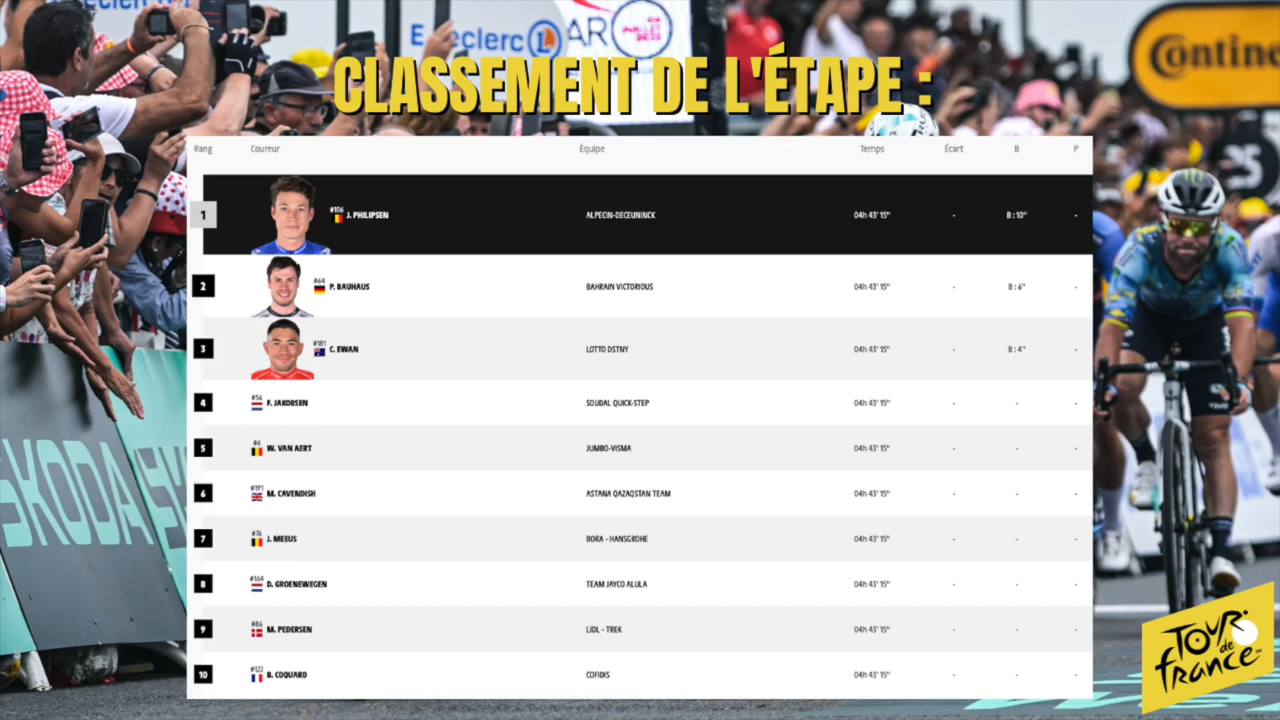 E.Leclerc L
AR
Contine
CLASSEMENT DE L'ÉTAPE :
25
Rang Coureur Équipe Temps Écart B P
1 #106 J. PHILIPSEN ALPECIN-DECEUNINCK 04h 43' 15'' - B : 10'' -
2 #64 P. BAUHAUS BAHRAIN VICTORIOUS 04h 43' 15'' - B : 6'' -
3 #181 C. EWAN LOTTO DSTNY 04h 43' 15'' - B : 4'' -
4 #56 F. JAKOBSEN SOUDAL QUICK-STEP 04h 43' 15'' - - -
5 #6 W. VAN AERT JUMBO-VISMA 04h 43' 15'' - - -
6 #191 M. CAVENDISH ASTANA QAZAQSTAN TEAM 04h 43' 15'' - - -
7 #76 J. MEEUS BORA - HANSGROHE 04h 43' 15'' - - -
8 #164 D. GROENEWEGEN TEAM JAYCO ALULA 04h 43' 15'' - - -
9 #86 M. PEDERSEN LIDL - TREK 04h 43' 15'' - - -
10 #122 B. COQUARD COFIDIS 04h 43' 15'' - - -
ŠKODA
TOUR
de
france